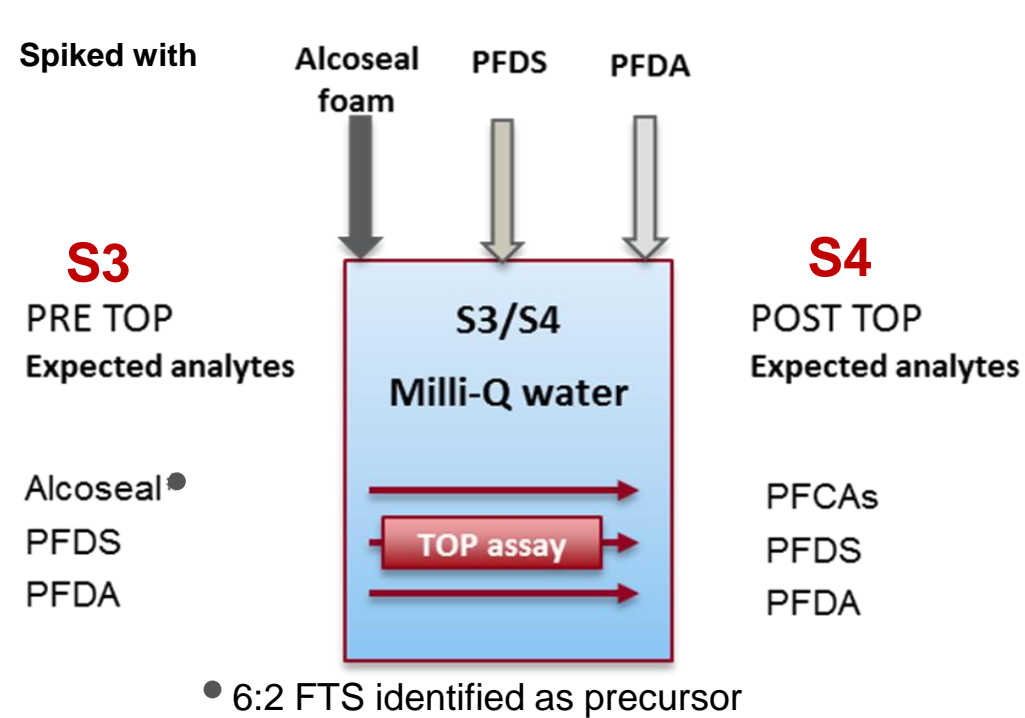 Spiked with
Alcoseal
foam
PFDS
PFDA
S3
PRE TOP
Expected analytes
Alcoseal
PFDS
PFDA
S3/S4
Milli-Q water
TOP assay
S4
POST TOP
Expected analytes
PFCAs
PFDS
PFDA
● 6:2 FTS identified as precursor